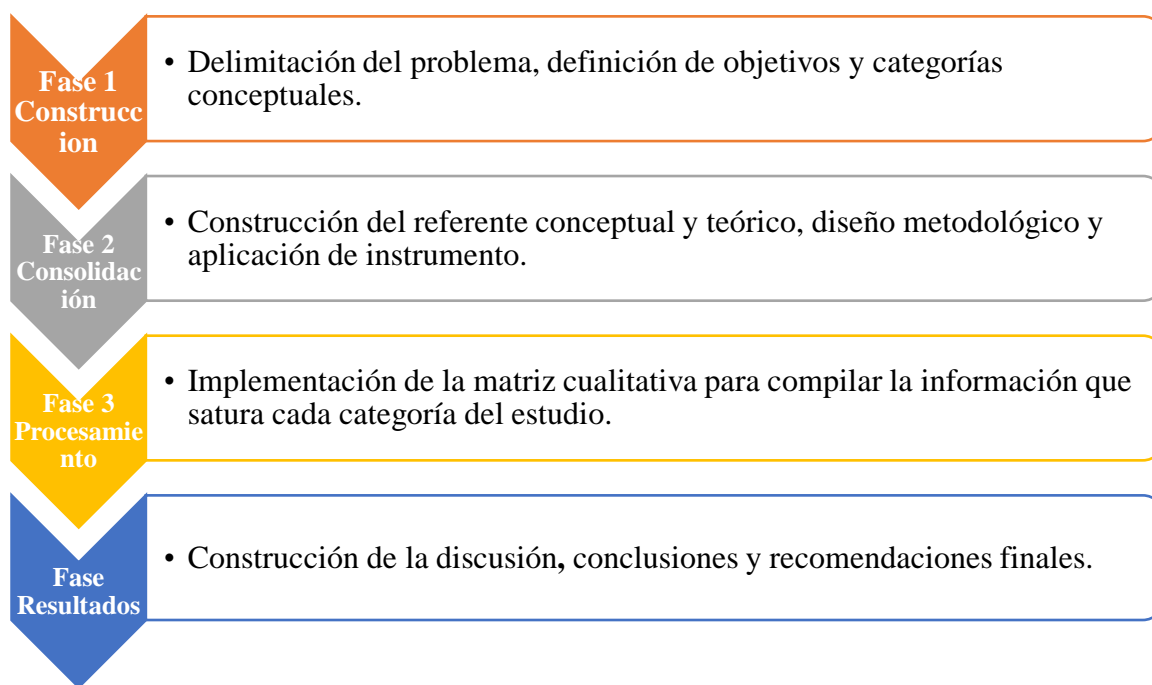 Fase 1
Construcc
ion
• Delimitación del problema, definición de objetivos y categorías
conceptuales.
Fase 2
Consolidac
ión
• Construcción del referente conceptual y teórico, diseño metodológico y
aplicación de instrumento.
Fase 3
Procesamie
nto
• Implementación de la matriz cualitativa para compilar la información que
satura cada categoría del estudio.
Fase
Resultados
• Construcción de la discusión, conclusiones y recomendaciones finales.